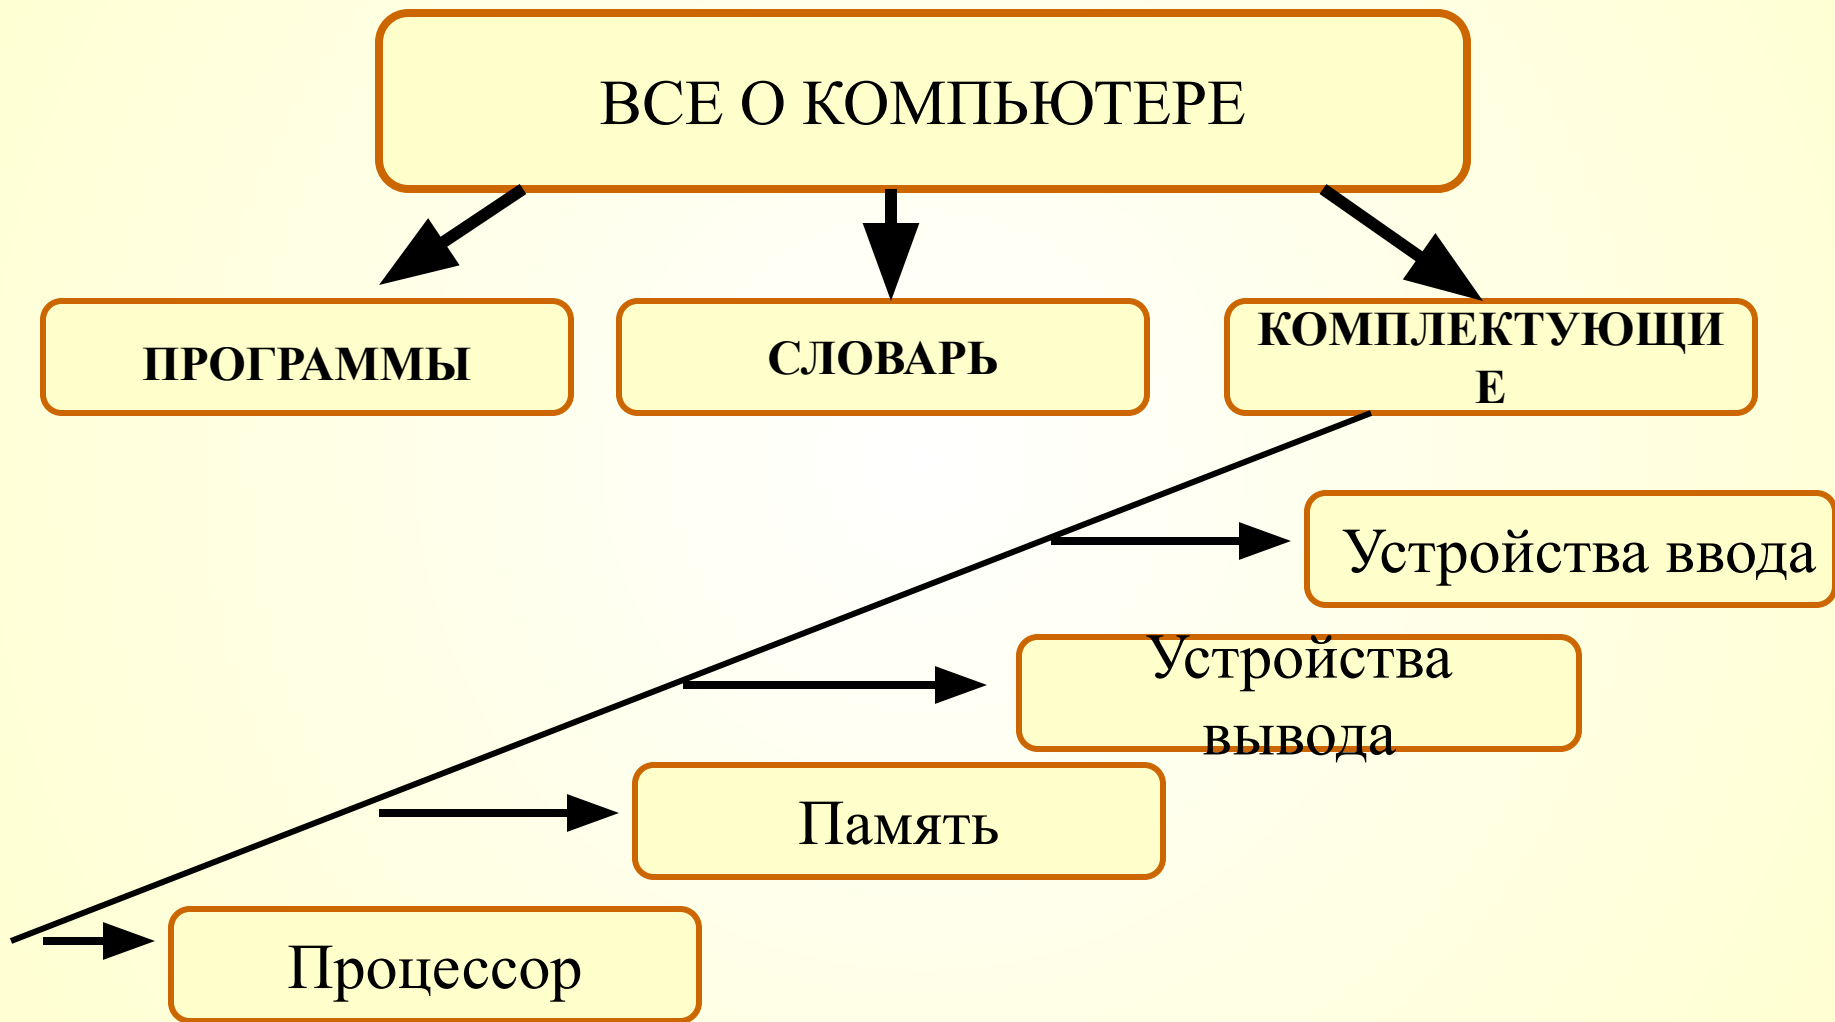 ВСЕ О КОМПЬЮТЕРЕ
ПРОГРАММЫ
СЛОВАРЬ
КОМПЛЕКТУЮЩИ
Е
Устройства ввода
Устройства
вывода
Память
Процессор